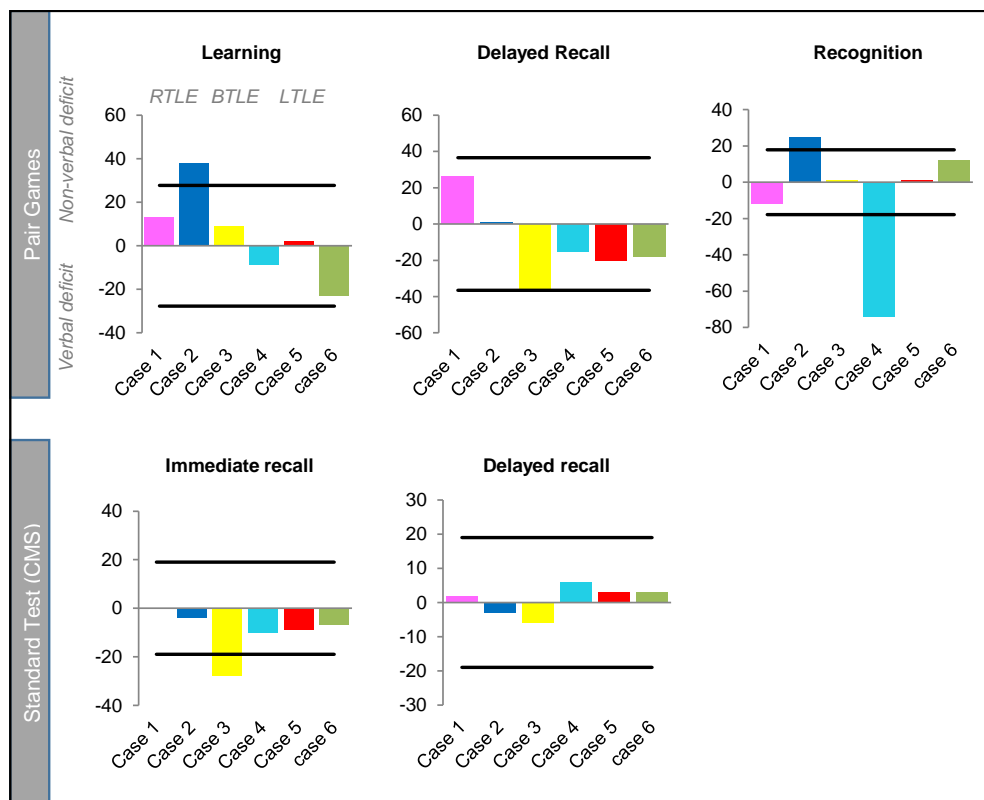 Pair Games
Non-verbal deficit
Verbal deficit
Learning
RTLE BTLE LTLE
60
40
20
0
-20
-40
Case 1
Case 2
Case 3
Case 4
Case 5
case 6
Delayed Recall
60
40
20
0
-20
-40
-60
Case 1
Case 2
Case 3
Case 4
Case 5
Case 6
Recognition
40
20
0
-20
-40
-60
-80
Case 1
Case 2
Case 3
Case 4
Case 5
case 6
Standard Test (CMS)
Immediate recall
40
20
0
-20
-40
Case 1
Case 2
Case 3
Case 4
Case 5
case 6
Delayed recall
30
20
10
0
-10
-20
-30
Case 1
Case 2
Case 3
Case 4
Case 5
case 6